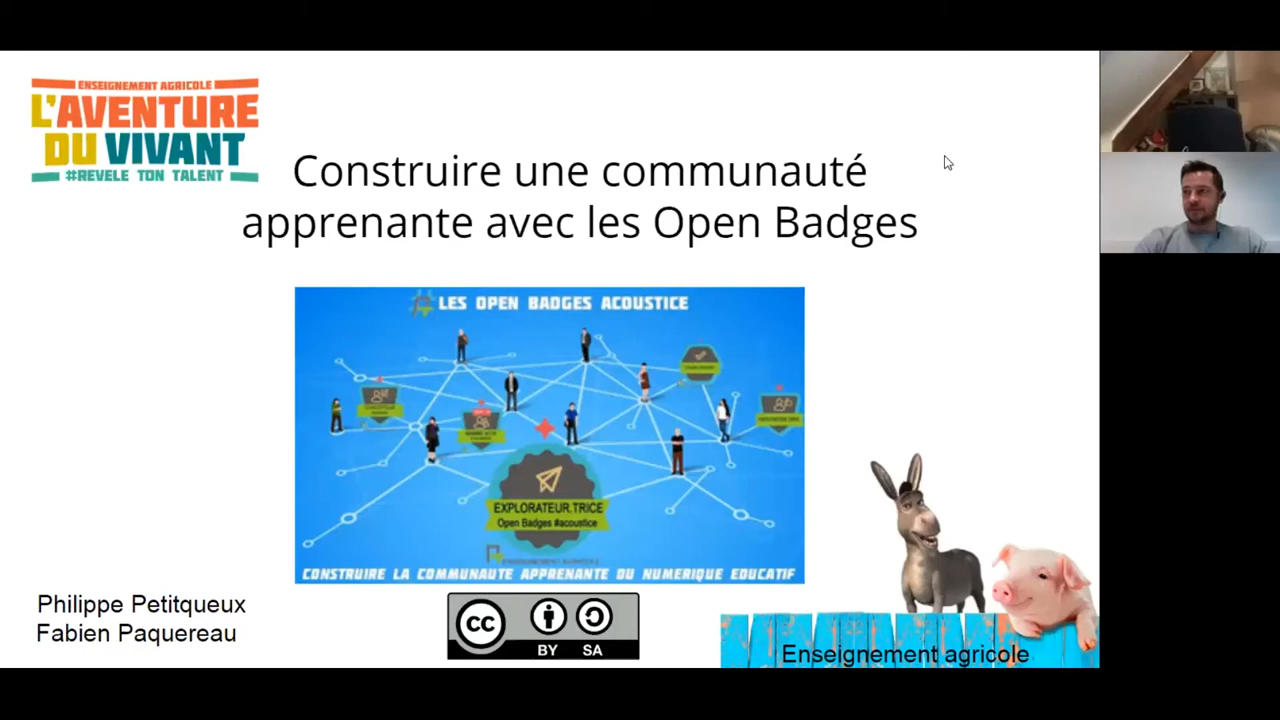 ENSEIGNEMENT AGRICOLE
L'AVENTURE
DU VIVANT
#REVELE TON TALENT
Construire une communauté
apprenante avec les Open Badges
LES OPEN BADGES ACOUSTICE
EXPLORATEUR.TRICE
Open Badges #acoustice
CONSTRUIRE LA COMMUNAUTE APPRENANTE DU NUMERIQUE EDUCATIF
Philippe Petitqueux
Fabien Paquereau
cc
BY SA
Enseignement agricole